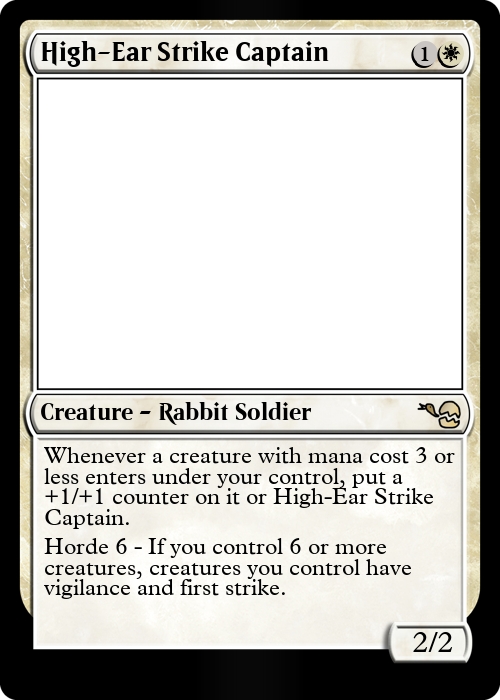 High-Ear Strike Captain 1
Creature - Rabbit Soldier
Whenever a creature with mana cost 3 or
less enters under your control, put a
+1/+1 counter on it or High-Ear Strike
Captain.
Horde 6 - If you control 6 or more
creatures, creatures you control have
vigilance and first strike.
2/2